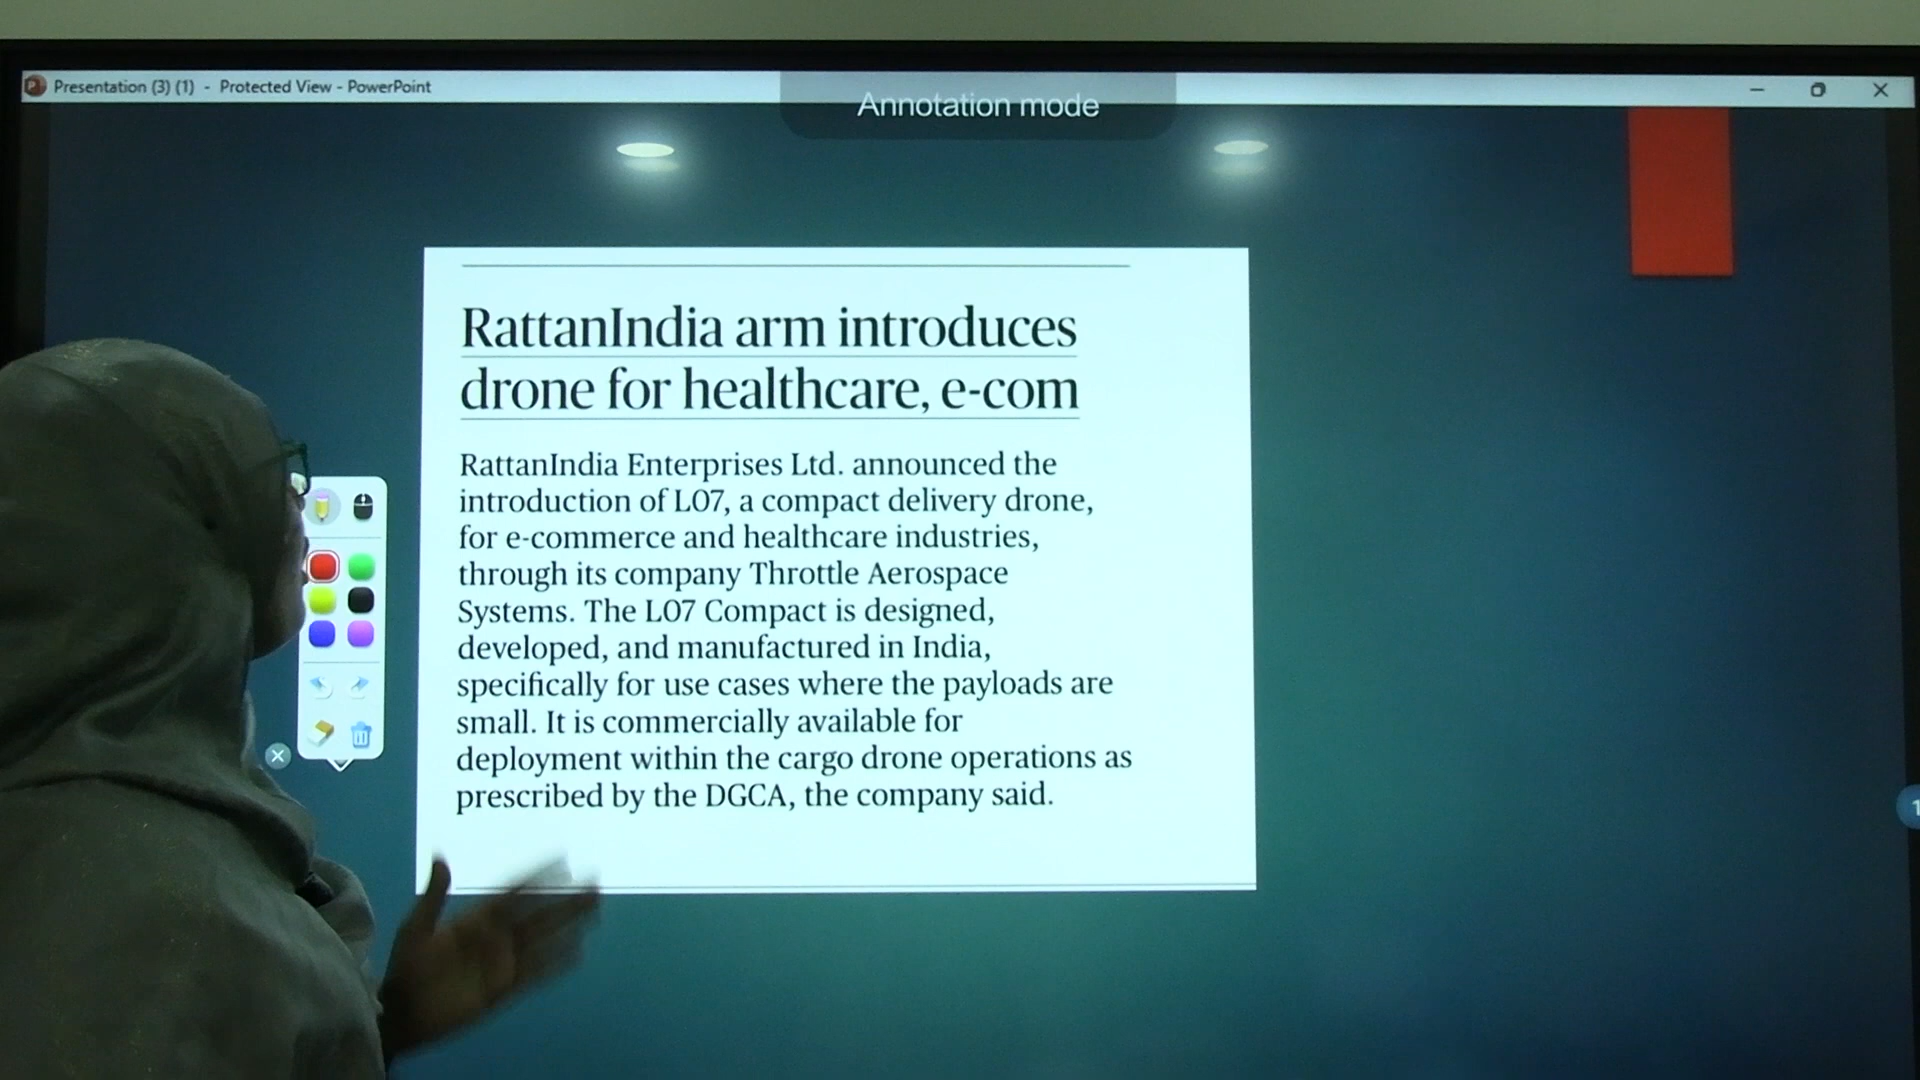 Presentation (3) (1) - Protected View - PowerPoint
Annotation mode
RattanIndia arm introduces
drone for healthcare, e-com
RattanIndia Enterprises Ltd. announced the
introduction of L07, a compact delivery drone,
for e-commerce and healthcare industries,
through its company Throttle Aerospace
Systems. The L07 Compact is designed,
developed, and manufactured in India,
specifically for use cases where the payloads are
small. It is commercially available for
deployment within the cargo drone operations as
prescribed by the DGCA, the company said.